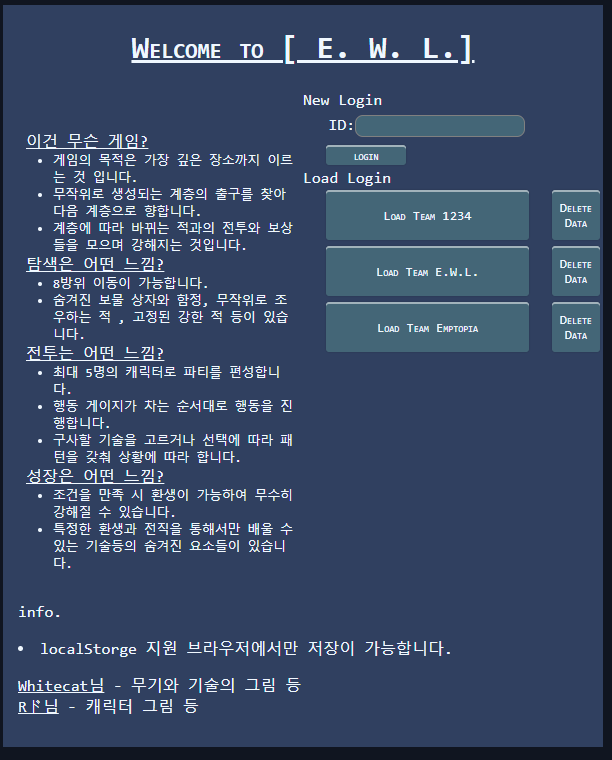 Welcome to [ E. W. L.]
이건 무슨 게임?
게임의 목적은 가장 깊은 장소까지 이르
는 것 입니다.
무작위로 생성되는 계층의 출구를 찾아
다음 계층으로 향합니다.
계층에 따라 바뀌는 적과의 전투와 보상
들을 모으며 강해지는 것입니다.
탐색은 어떤 느낌?
8방위 이동이 가능합니다.
숨겨진 보물 상자와 함정, 무작위로 조
우하는 적 , 고정된 강한 적 등이 있습
니다.
전투는 어떤 느낌?
최대 5명의 캐릭터로 파티를 편성합니
다.
행동 게이지가 차는 순서대로 행동을 진
행합니다.
구사할 기술을 고르거나 선택에 따라 패
턴을 갖춰 상황에 따라 합니다.
성장은 어떤 느낌?
조건을 만족 시 환생이 가능하여 무수히
강해질 수 있습니다.
특정한 환생과 전직을 통해서만 배울 수
있는 기술등의 숨겨진 요소들이 있습니
다.
New Login
ID:
LOGIN
Load Login
Load Team 1234
Delete
Data
Load Team E.W.L.
Delete
Data
Load Team Emptopia
Delete
Data
info.
localStorge 지원 브라우저에서만 저장이 가능합니다.
Whitecat님 - 무기와 기술의 그림 등
Rド님 - 캐릭터 그림 등